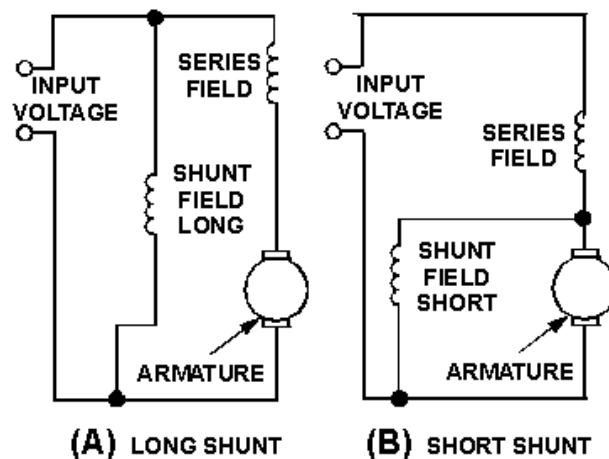 INPUT
VOLTAGE
SERIES
FIELD
SHUNT
FIELD
LONG
ARMATURE
(A) LONG SHUNT
INPUT
VOLTAGE
SERIES
FIELD
SHUNT
FIELD
SHORT
ARMATURE
(B) SHORT SHUNT